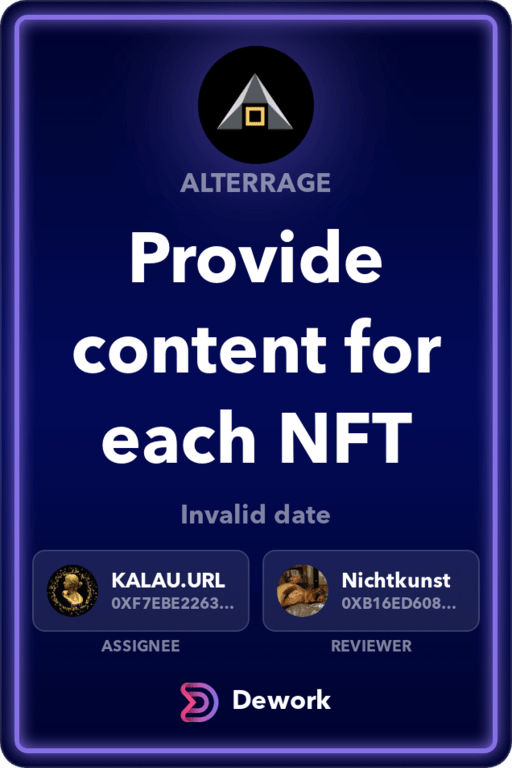 ALTERRAGE
Provide
content for
each NFT
Invalid date
KALAU.URL
0XF7EBE2263...
ASSIGNEE
Nichtkunst
0XB16ED608...
REVIEWER
Dework